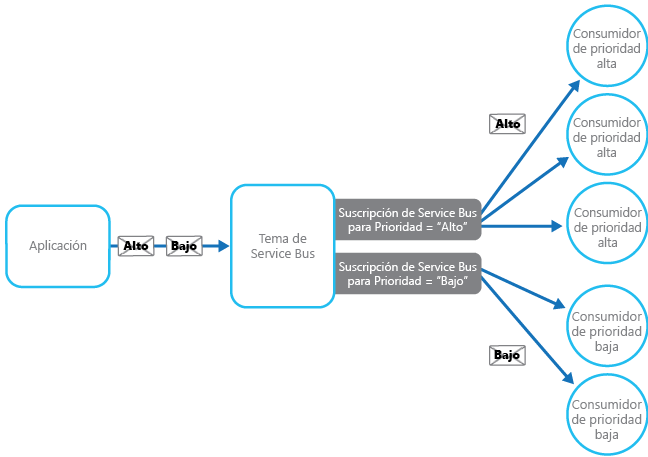 Aplicación
Alto
Bajo
Tema de
Service Bus
Suscripción de Service Bus
para Prioridad = “Alto”
Suscripción de Service Bus
para Prioridad = “Bajo”
Alto
Bajo
Consumidor
de prioridad
alta
Consumidor
de prioridad
alta
Consumidor
de prioridad
alta
Consumidor
de prioridad
baja
Consumidor
de prioridad
baja